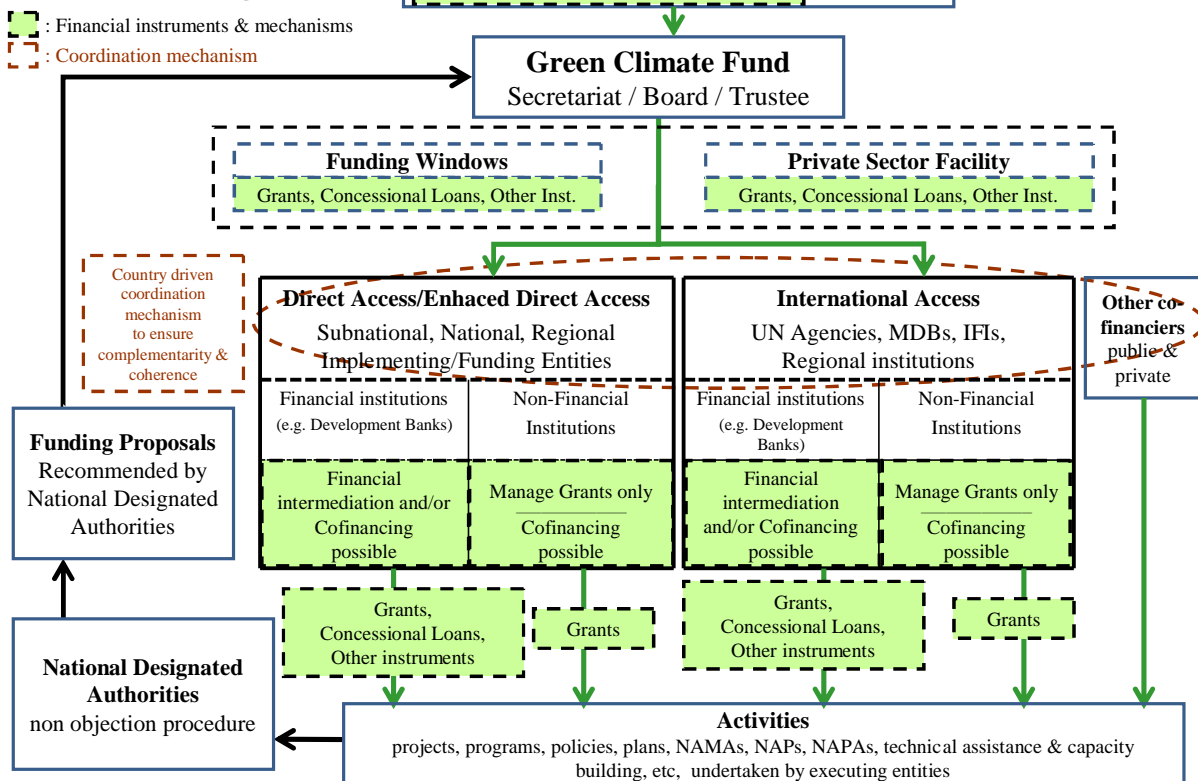 : Financial instruments & mechanisms
: Coordination mechanism
Green Climate Fund
Secretariat / Board / Trustee
Funding Windows
Grants, Concessional Loans, Other Inst.
Private Sector Facility
Grants, Concessional Loans, Other Inst.
Country driven
coordination
mechanism
to ensure
complementarity &
coherence
Direct Access/Enhaced Direct Access
Subnational, National, Regional
Implementing/Funding Entities
International Access
UN Agencies, MDBs, IFIs,
Regional institutions
Other co-
financiers
public &
private
Financial institutions
(e.g. Development Banks)
Non-Financial
Institutions
Financial institutions
(e.g. Development
Banks)
Non-Financial
Institutions
Financial
intermediation and/or
Cofinancing
possible
Manage Grants only
Cofinancing
possible
Financial
intermediation
and/or Cofinancing
possible
Manage Grants only
Cofinancing
possible
Funding Proposals
Recommended by
National Designated
Authorities
Grants,
Concessional Loans,
Other instruments
Grants
Grants,
Concessional Loans,
Other instruments
Grants
National Designated
Authorities
non objection procedure
Activities
projects, programs, policies, plans, NAMAs, NAPs, NAPAs, technical assistance & capacity
building, etc, undertaken by executing entities